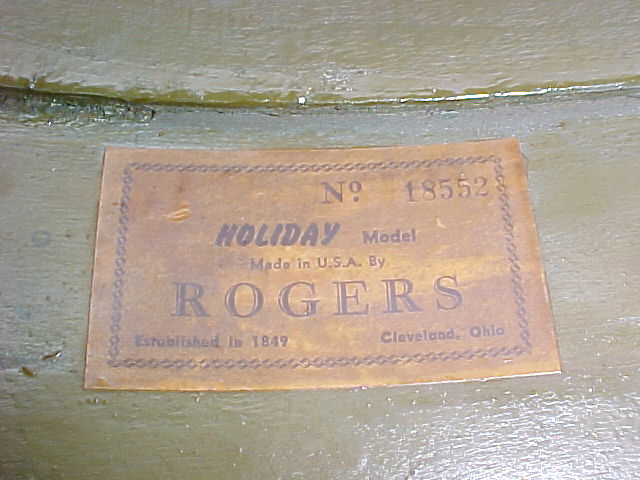 Nº 18552
HOLIDAY Model
Made in U.S.A. By
ROGERS
Established in 1849 Cleveland, Ohio